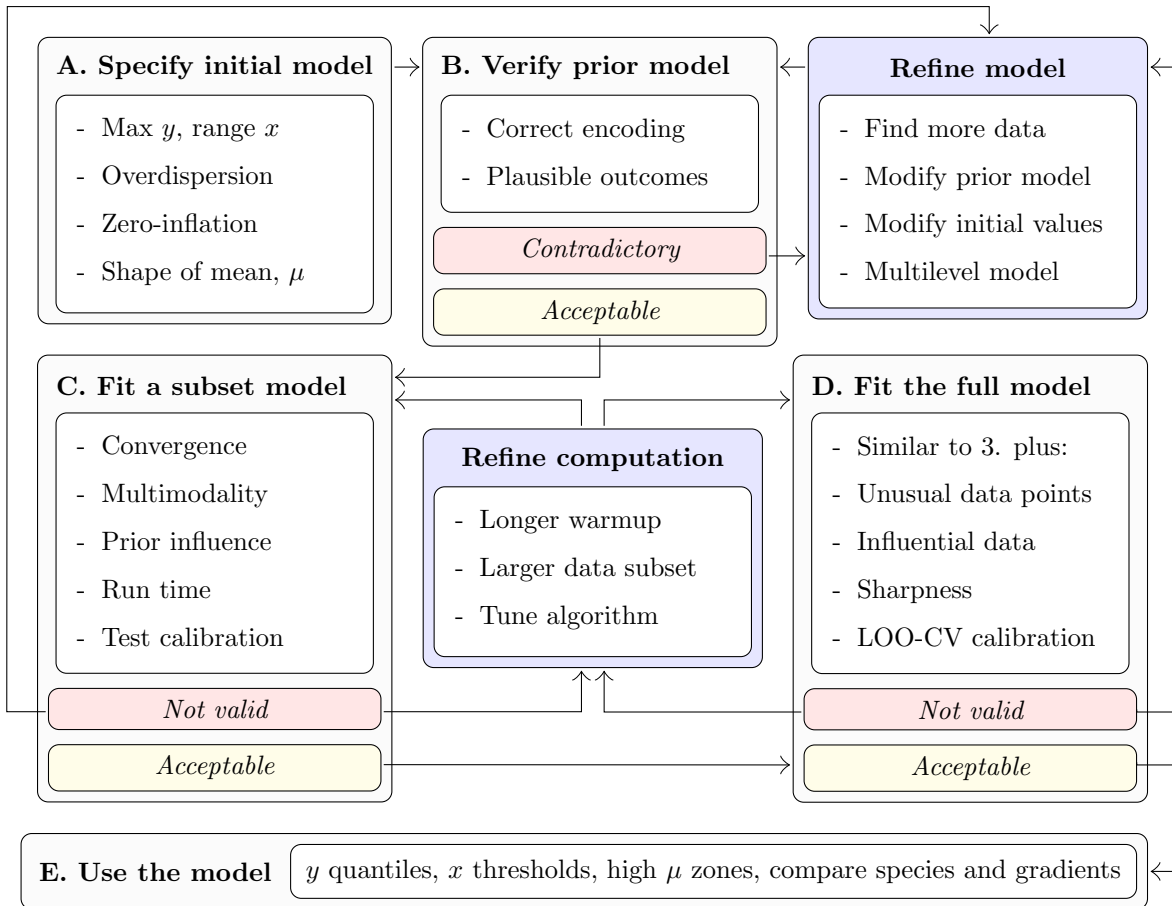 A. Specify initial model
- Max y, range x
- Overdispersion
- Zero-inflation
- Shape of mean, μ
B. Verify prior model
- Correct encoding
- Plausible outcomes
Contradictory
Acceptable
Refine model
- Find more data
- Modify prior model
- Modify initial values
- Multilevel model
C. Fit a subset model
- Convergence
- Multimodality
- Prior influence
- Run time
- Test calibration
Not valid
Acceptable
Refine computation
- Longer warmup
- Larger data subset
- Tune algorithm
D. Fit the full model
- Similar to 3. plus:
- Unusual data points
- Influential data
- Sharpness
- LOO-CV calibration
Not valid
Acceptable
E. Use the model
y quantiles, x thresholds, high μ zones, compare species and gradients